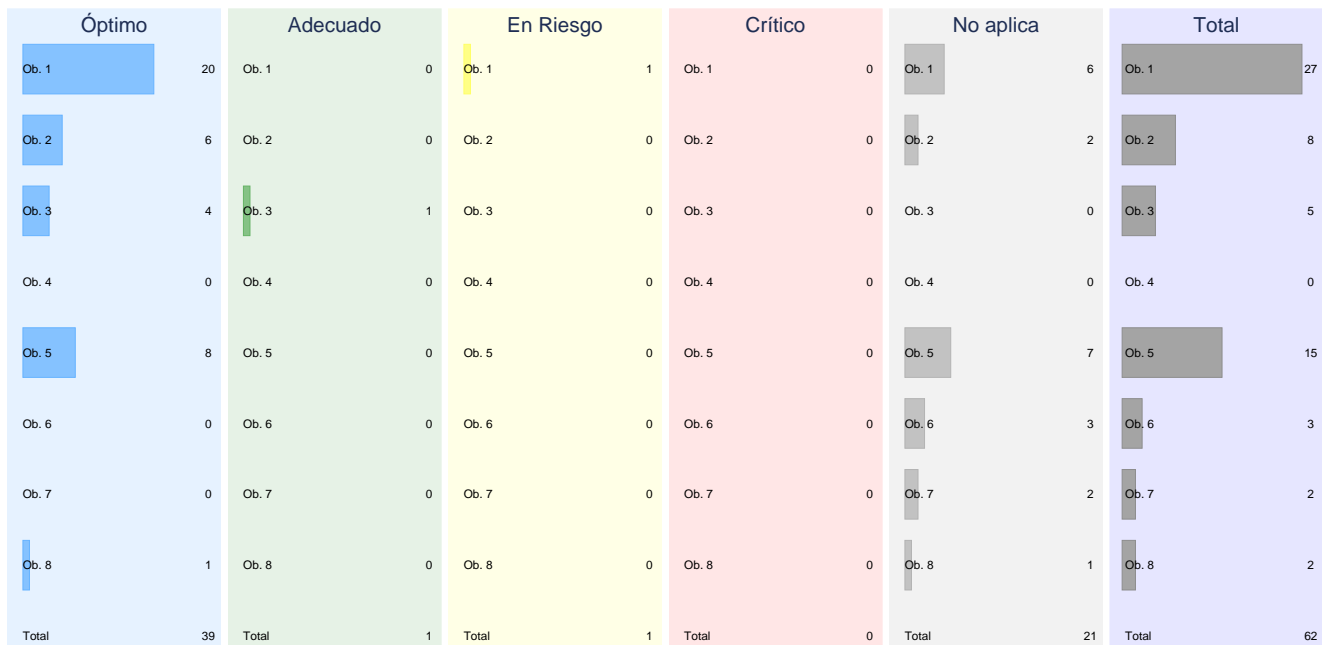 Óptimo Adecuado En Riesgo Crítico No aplica Total
Ob. 1 20 Ob. 1 0 Ob. 1 1 Ob. 1 0 Ob. 1 6 Ob. 1 27
Ob. 2 6 Ob. 2 0 Ob. 2 0 Ob. 2 0 Ob. 2 2 Ob. 2 8
Ob. 3 4 Ob. 3 1 Ob. 3 0 Ob. 3 0 Ob. 3 0 Ob. 3 5
Ob. 4 0 Ob. 4 0 Ob. 4 0 Ob. 4 0 Ob. 4 0 Ob. 4 0
Ob. 5 8 Ob. 5 0 Ob. 5 0 Ob. 5 0 Ob. 5 7 Ob. 5 15
Ob. 6 0 Ob. 6 0 Ob. 6 0 Ob. 6 0 Ob. 6 3 Ob. 6 3
Ob. 7 0 Ob. 7 0 Ob. 7 0 Ob. 7 0 Ob. 7 2 Ob. 7 2
Ob. 8 1 Ob. 8 0 Ob. 8 0 Ob. 8 0 Ob. 8 1 Ob. 8 2
Total 39 Total 1 Total 1 Total 0 Total 21 Total 62